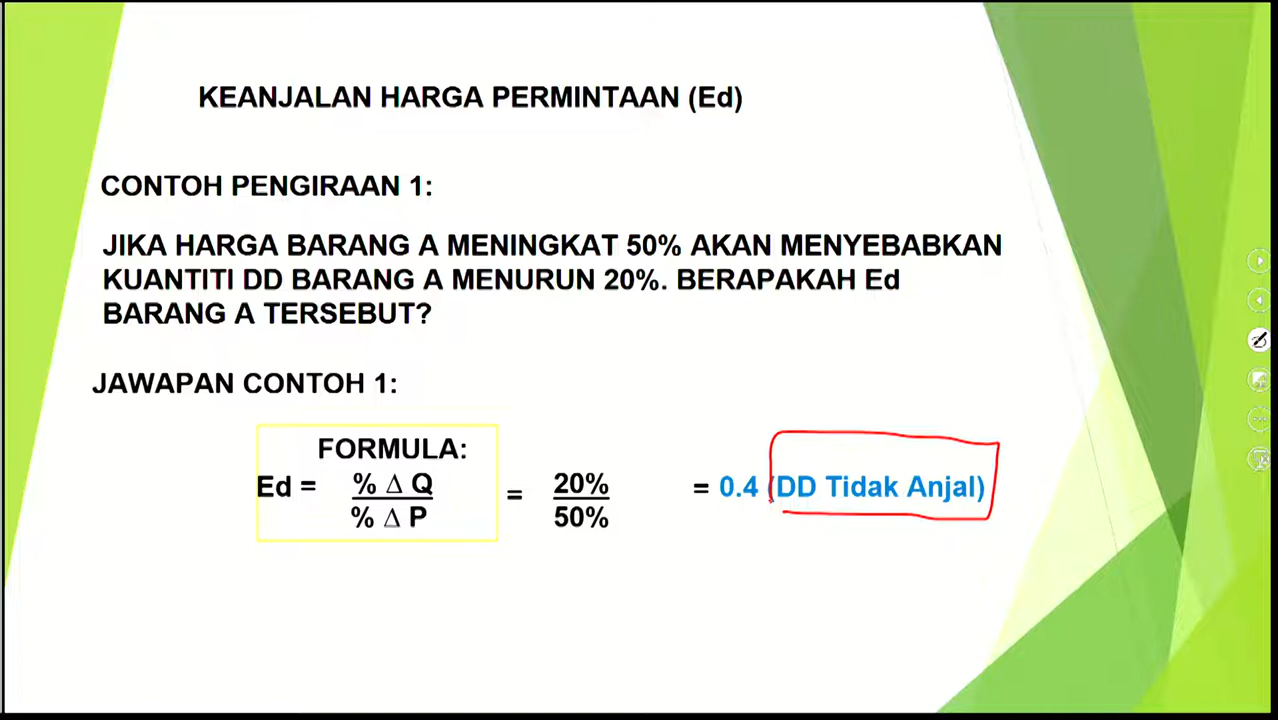 KEANJALAN HARGA PERMINTAAN (Ed)
CONTOH PENGIRAAN 1:
JIKA HARGA BARANG A MENINGKAT 50% AKAN MENYEBABKAN
KUANTITI DD BARANG A MENURUN 20%. BERAPAKAH Ed
BARANG A TERSEBUT?
JAWAPAN CONTOH 1:
FORMULA:
Ed = % Δ Q / % Δ P = 20% / 50% = 0.4 (DD Tidak Anjal)